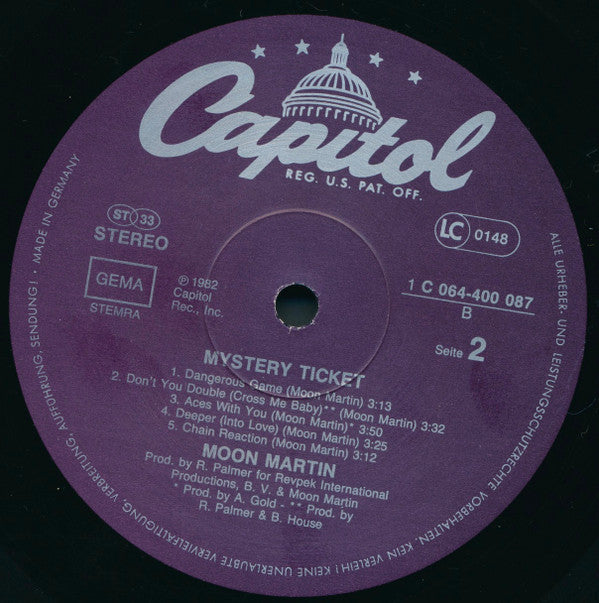 Capitol
REG. U.S. PAT. OFF.
ST 33
STEREO
GEMA
STEMRA
℗ 1982
Capitol
Rec., Inc.
LC 0148
1 C 064-400 087
B
Seite 2
MYSTERY TICKET
1. Dangerous Game (Moon Martin) 3:13
2. Don't You Double (Cross Me Baby)** (Moon Martin) 3:32
3. Aces With You (Moon Martin)* 3:50
4. Deeper (Into Love) (Moon Martin) 3:25
5. Chain Reaction (Moon Martin) 3:12
MOON MARTIN
Prod. by R. Palmer for Revpek International
Productions, B. V. & Moon Martin
* Prod. by A. Gold - ** Prod. by
R. Palmer & B. House
ALLE URHEBER- UND LEISTUNGSSCHUTZRECHTE VORBEHALTEN. KEIN VERLEIH! KEINE UNERLAUBTE VERVIELFÄLTIGUNG, VERBREITUNG, AUFFÜHRUNG, SENDUNG! • MADE IN GERMANY